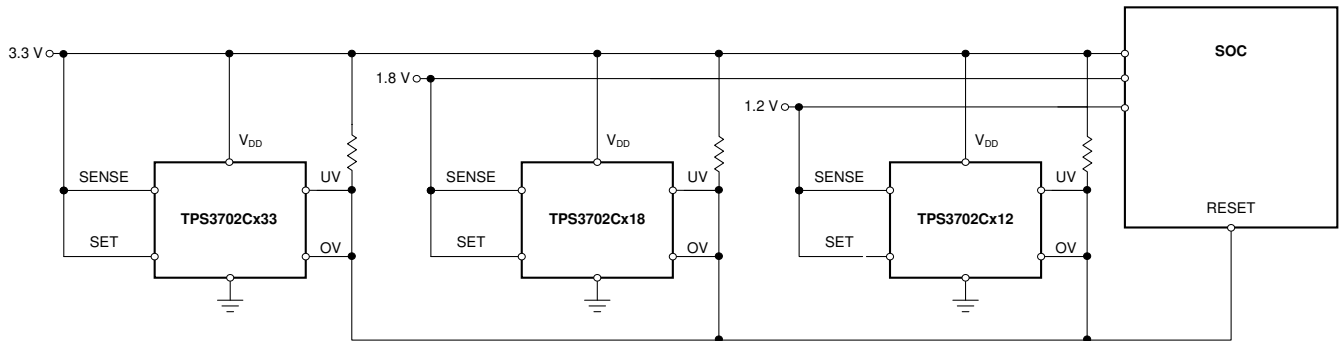 3.3 V
SOC
1.8 V
1.2 V
VDD
VDD
VDD
SENSE
UV
SENSE
UV
SENSE
UV
TPS3702Cx33
TPS3702Cx18
TPS3702Cx12
RESET
SET
OV
SET
OV
SET
OV